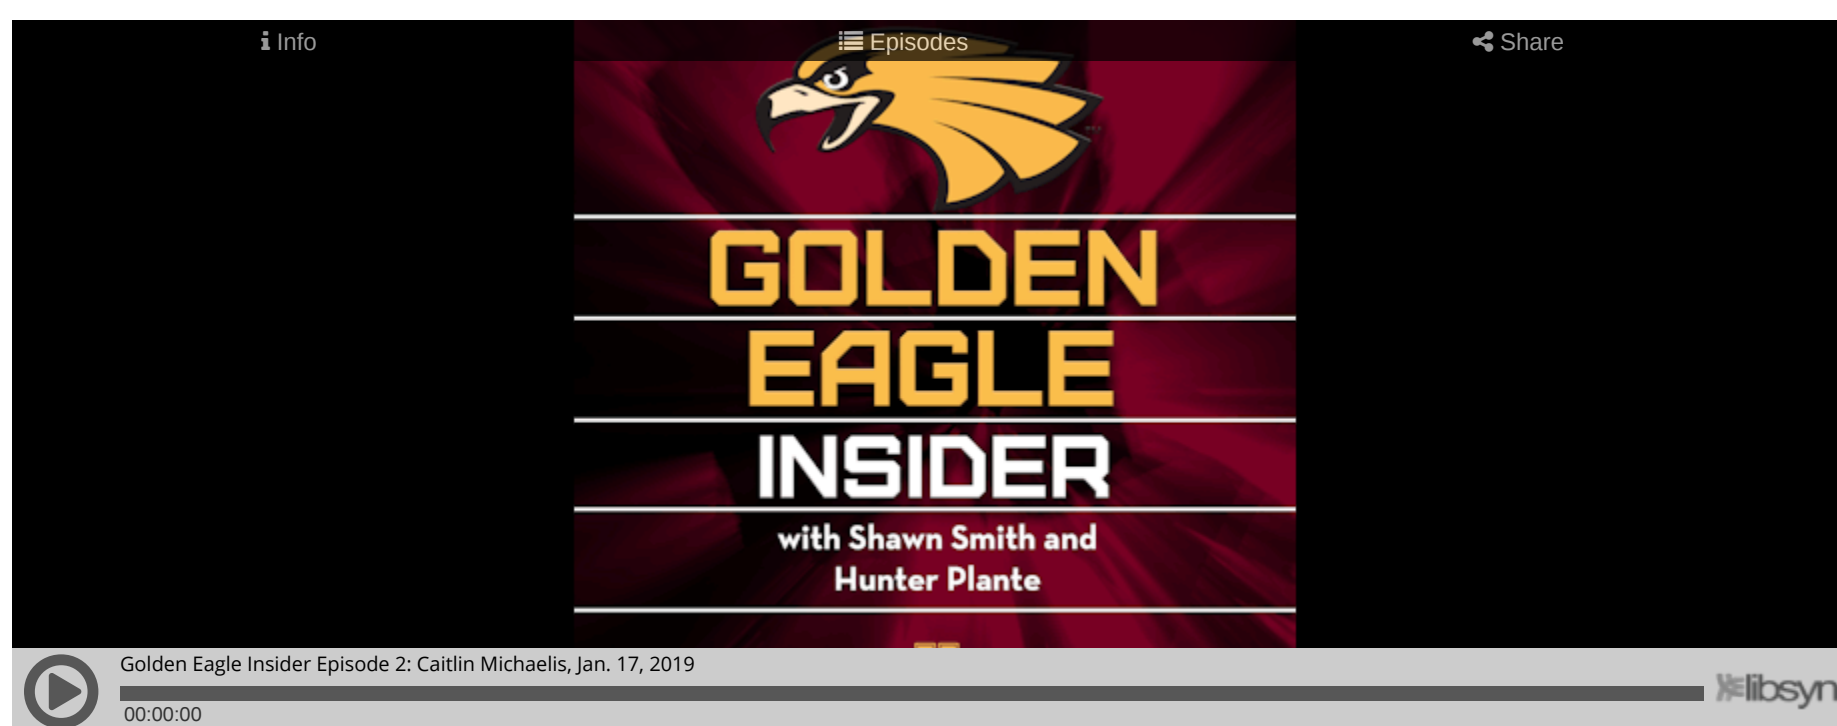 Info
Episodes
Share
GOLDEN
EAGLE
INSIDER
with Shawn Smith and
Hunter Plante
Golden Eagle Insider Episode 2: Caitlin Michaelis, Jan. 17, 2019
libsyn
00:00:00